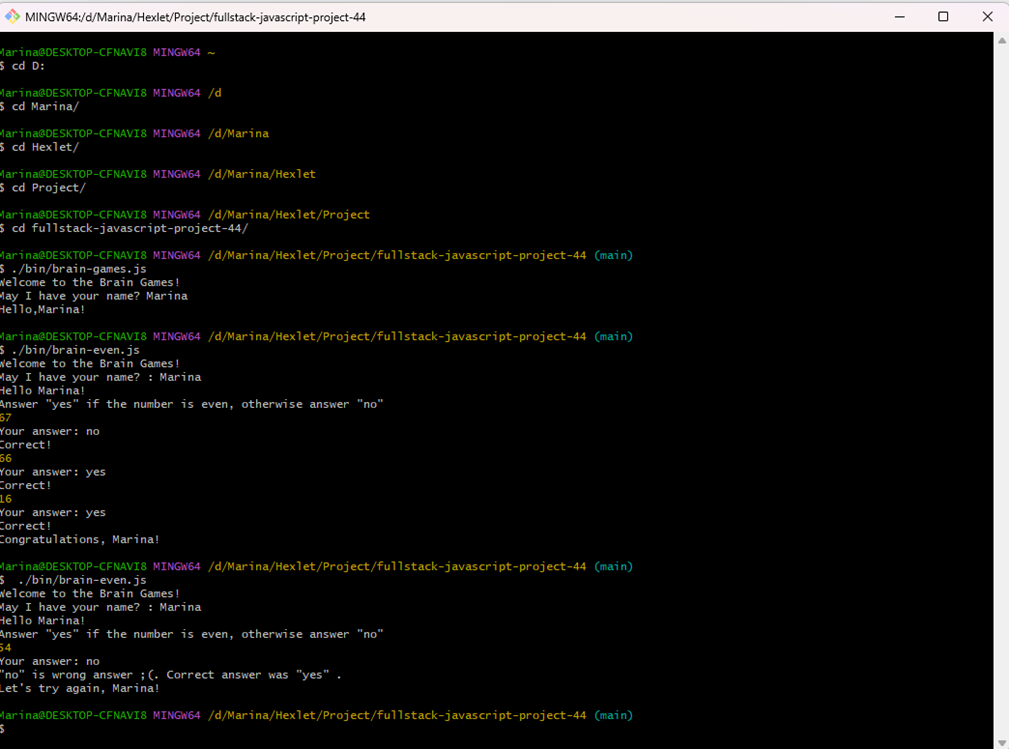 MINGW64:/d/Marina/Hexlet/Project/fullstack-javascript-project-44
Marina@DESKTOP-CFNAVI8 MINGW64 ~
$ cd D:
Marina@DESKTOP-CFNAVI8 MINGW64 /d
$ cd Marina/
Marina@DESKTOP-CFNAVI8 MINGW64 /d/Marina
$ cd Hexlet/
Marina@DESKTOP-CFNAVI8 MINGW64 /d/Marina/Hexlet
$ cd Project/
Marina@DESKTOP-CFNAVI8 MINGW64 /d/Marina/Hexlet/Project
$ cd fullstack-javascript-project-44/
Marina@DESKTOP-CFNAVI8 MINGW64 /d/Marina/Hexlet/Project/fullstack-javascript-project-44 (main)
$ ./bin/brain-games.js
Welcome to the Brain Games!
May I have your name? Marina
Hello,Marina!
Marina@DESKTOP-CFNAVI8 MINGW64 /d/Marina/Hexlet/Project/fullstack-javascript-project-44 (main)
$ ./bin/brain-even.js
Welcome to the Brain Games!
May I have your name? : Marina
Hello Marina!
Answer "yes" if the number is even, otherwise answer "no"
67
Your answer: no
Correct!
66
Your answer: yes
Correct!
16
Your answer: yes
Correct!
Congratulations, Marina!
Marina@DESKTOP-CFNAVI8 MINGW64 /d/Marina/Hexlet/Project/fullstack-javascript-project-44 (main)
$  ./bin/brain-even.js
Welcome to the Brain Games!
May I have your name? : Marina
Hello Marina!
Answer "yes" if the number is even, otherwise answer "no"
54
Your answer: no
"no" is wrong answer ;(. Correct answer was "yes" .
Let's try again, Marina!
Marina@DESKTOP-CFNAVI8 MINGW64 /d/Marina/Hexlet/Project/fullstack-javascript-project-44 (main)
$